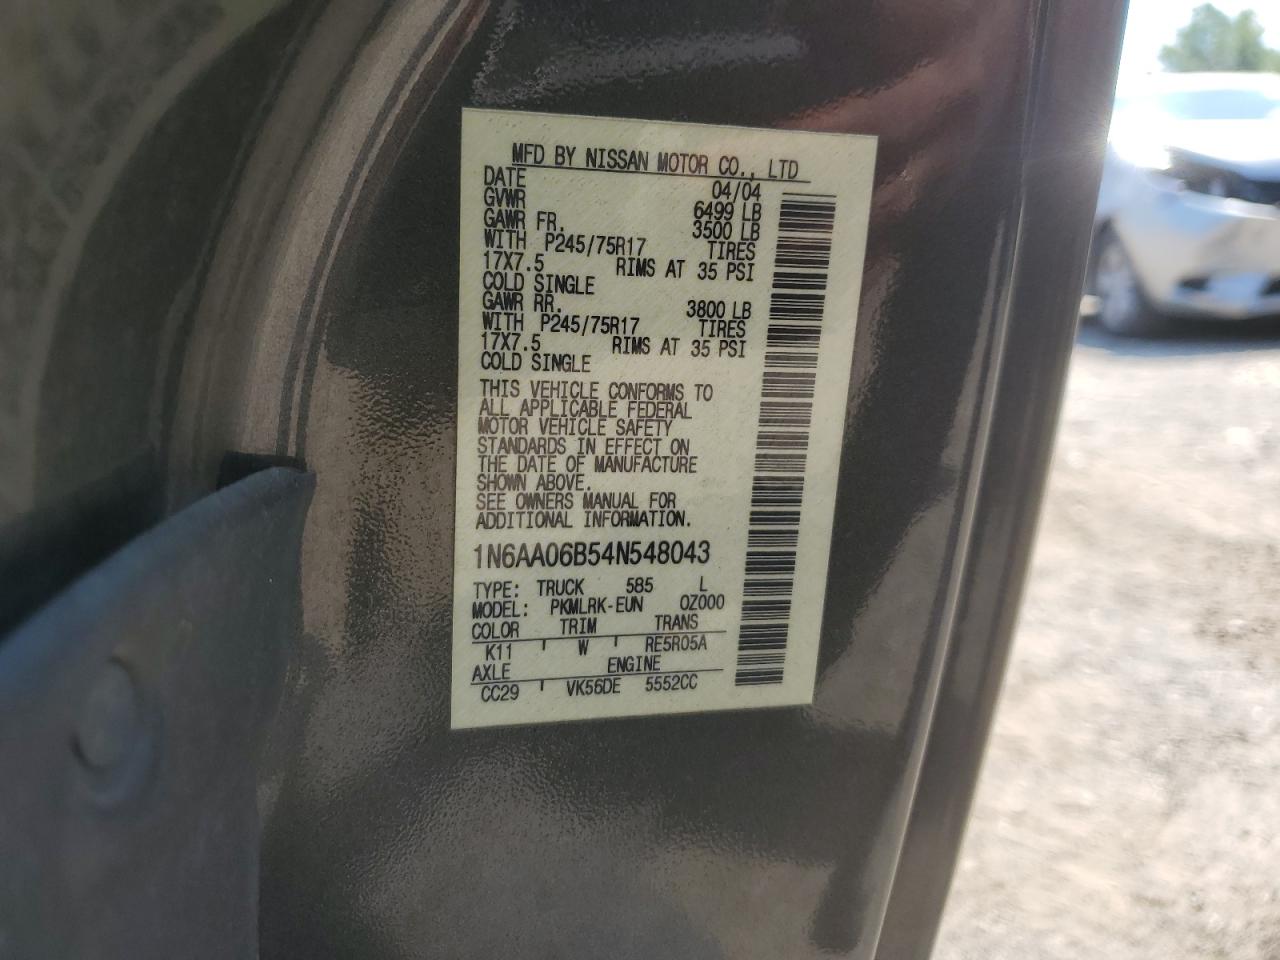 MFD BY NISSAN MOTOR CO., LTD
DATE 04/04
GVWR 6499 LB
GAWR FR. 3500 LB
WITH P245/75R17 TIRES
17X7.5 RIMS AT 35 PSI
COLD SINGLE
GAWR RR. 3800 LB
WITH P245/75R17 TIRES
17X7.5 RIMS AT 35 PSI
COLD SINGLE
THIS VEHICLE CONFORMS TO
ALL APPLICABLE FEDERAL
MOTOR VEHICLE SAFETY
STANDARDS IN EFFECT ON
THE DATE OF MANUFACTURE
SHOWN ABOVE.
SEE OWNERS MANUAL FOR
ADDITIONAL INFORMATION.
1N6AA06B54N548043
TYPE: TRUCK 585 L
MODEL: PKMLRK-EUN 0Z000
COLOR TRIM TRANS
K11 W RE5R05A
AXLE ENGINE
CC29 VK56DE 5552CC